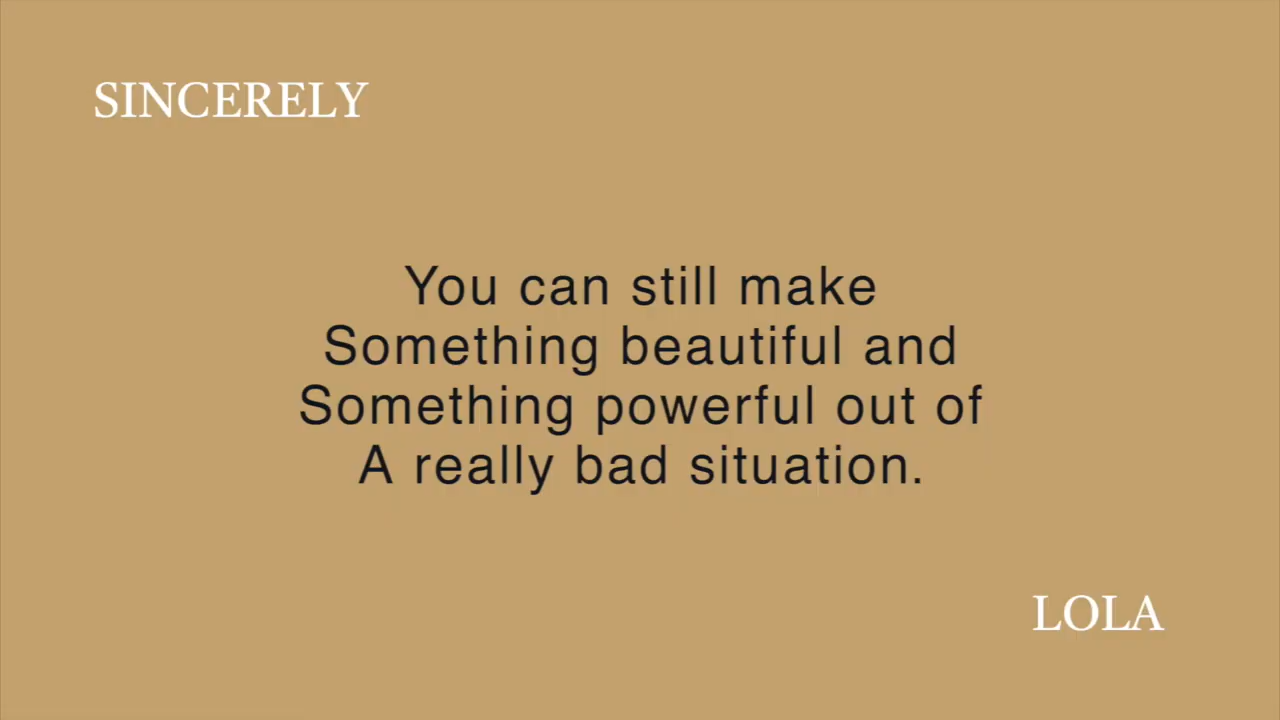 SINCERELY
You can still make
Something beautiful and
Something powerful out of
A really bad situation.
LOLA